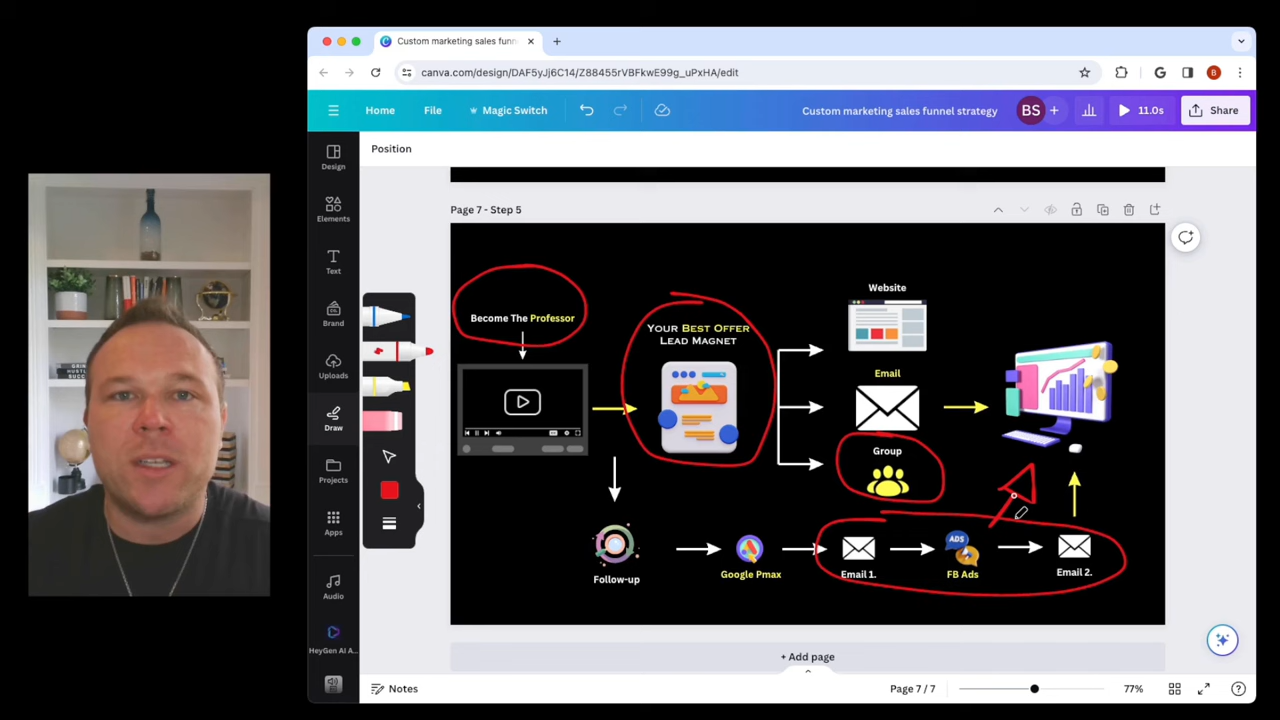 Custom marketing sales funn
canva.com/design/DAF5yJj6C14/Z88455rVBFkwE99g_uPxHA/edit
B
Home
File
Magic Switch
Custom marketing sales funnel strategy
BS
+
11.0s
Share
Position
Design
Elements
Text
Brand
Uploads
Draw
Projects
Apps
Audio
HeyGen AI A...
Page 7 - Step 5
Become The Professor
YOUR BEST OFFER
LEAD MAGNET
Website
Email
Group
Follow-up
Google Pmax
Email 1.
ADS
FB Ads
Email 2.
+ Add page
Notes
Page 7 / 7
77%